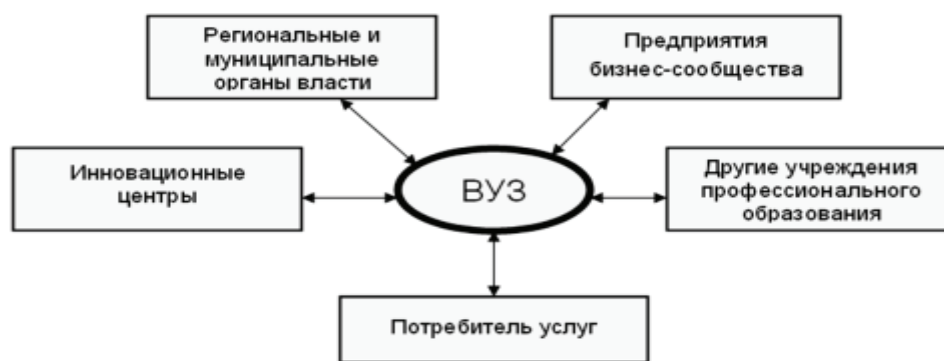 Региональные и
муниципальные
органы власти
Предприятия
бизнес-сообщества
Инновационные
центры
ВУЗ
Другие учреждения
профессионального
образования
Потребитель услуг